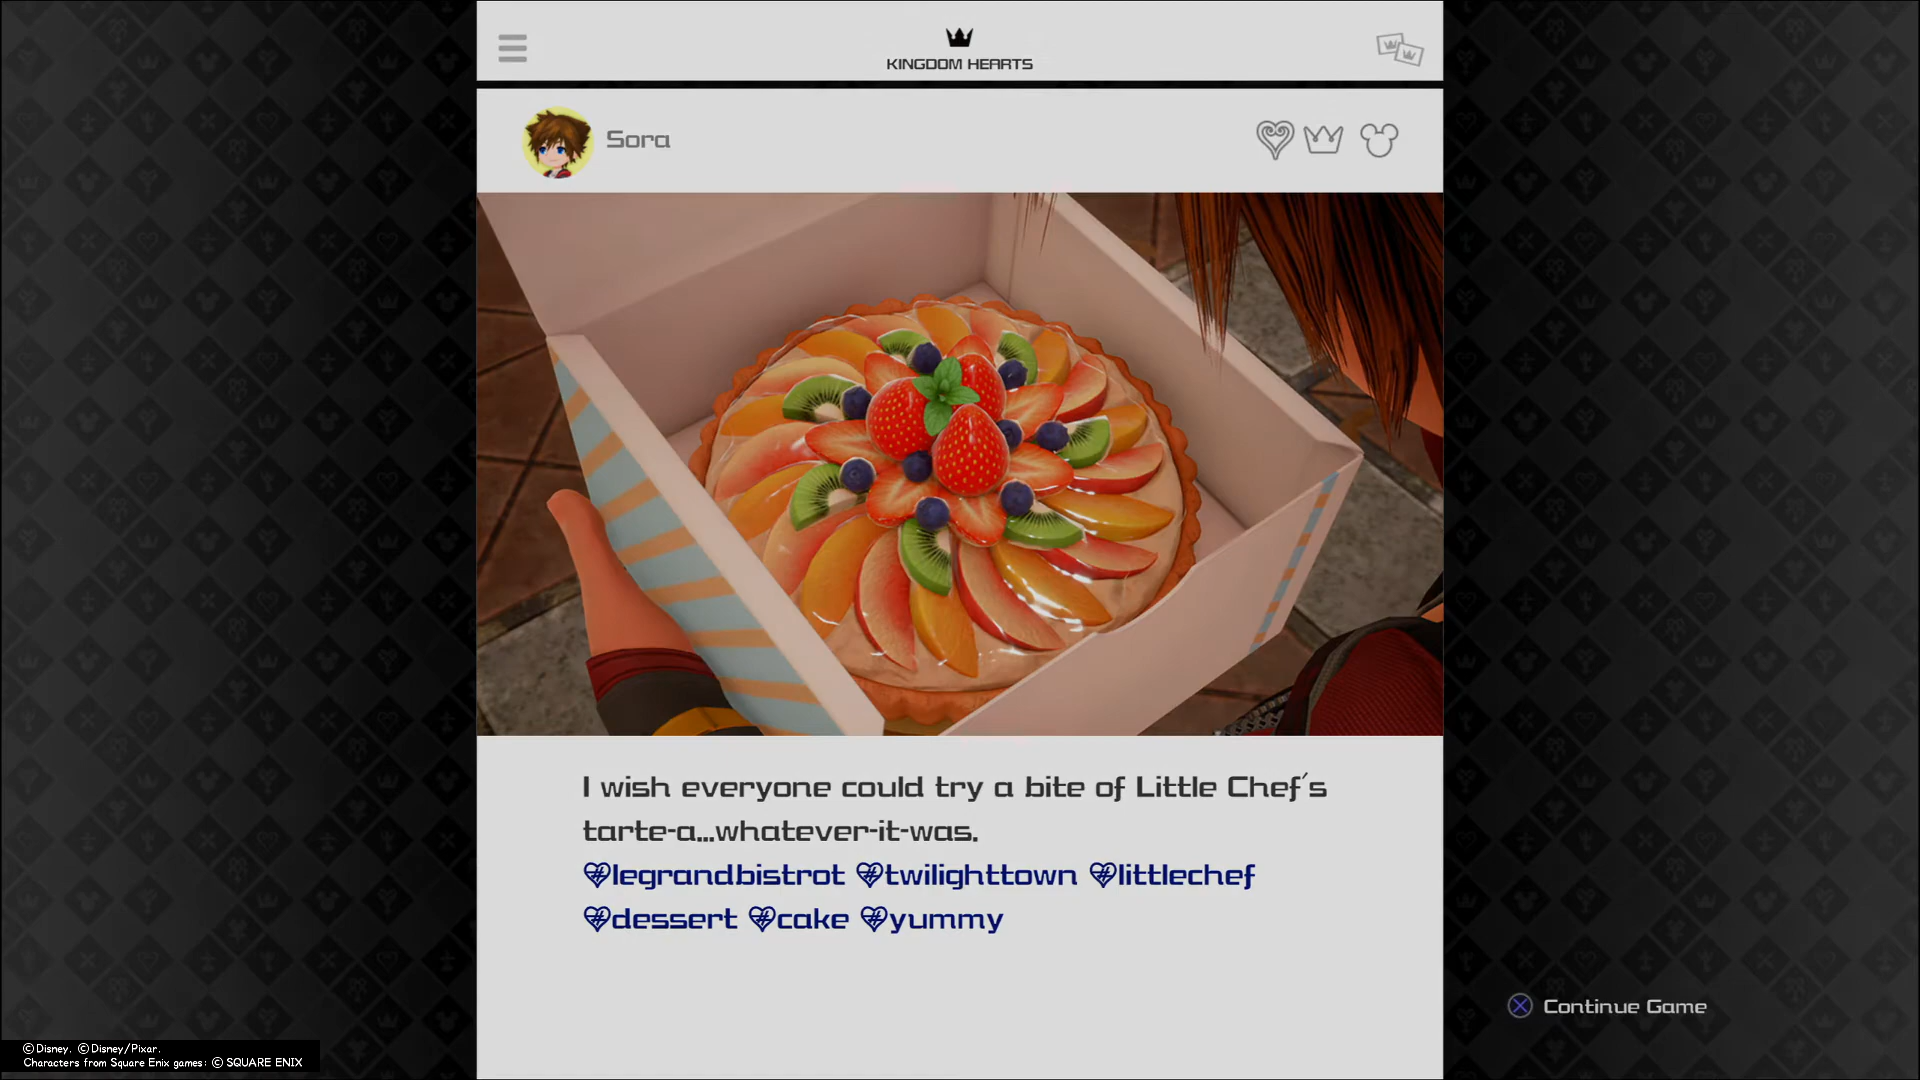 KINGDOM HEARTS
Sora
I wish everyone could try a bite of Little Chef's
tarte-a...whatever-it-was.
#legrandbistrot #twilighttown #littlechef
#dessert #cake #yummy
Continue Game
©Disney. ©Disney/Pixar.
Characters from Square Enix games: © SQUARE ENIX